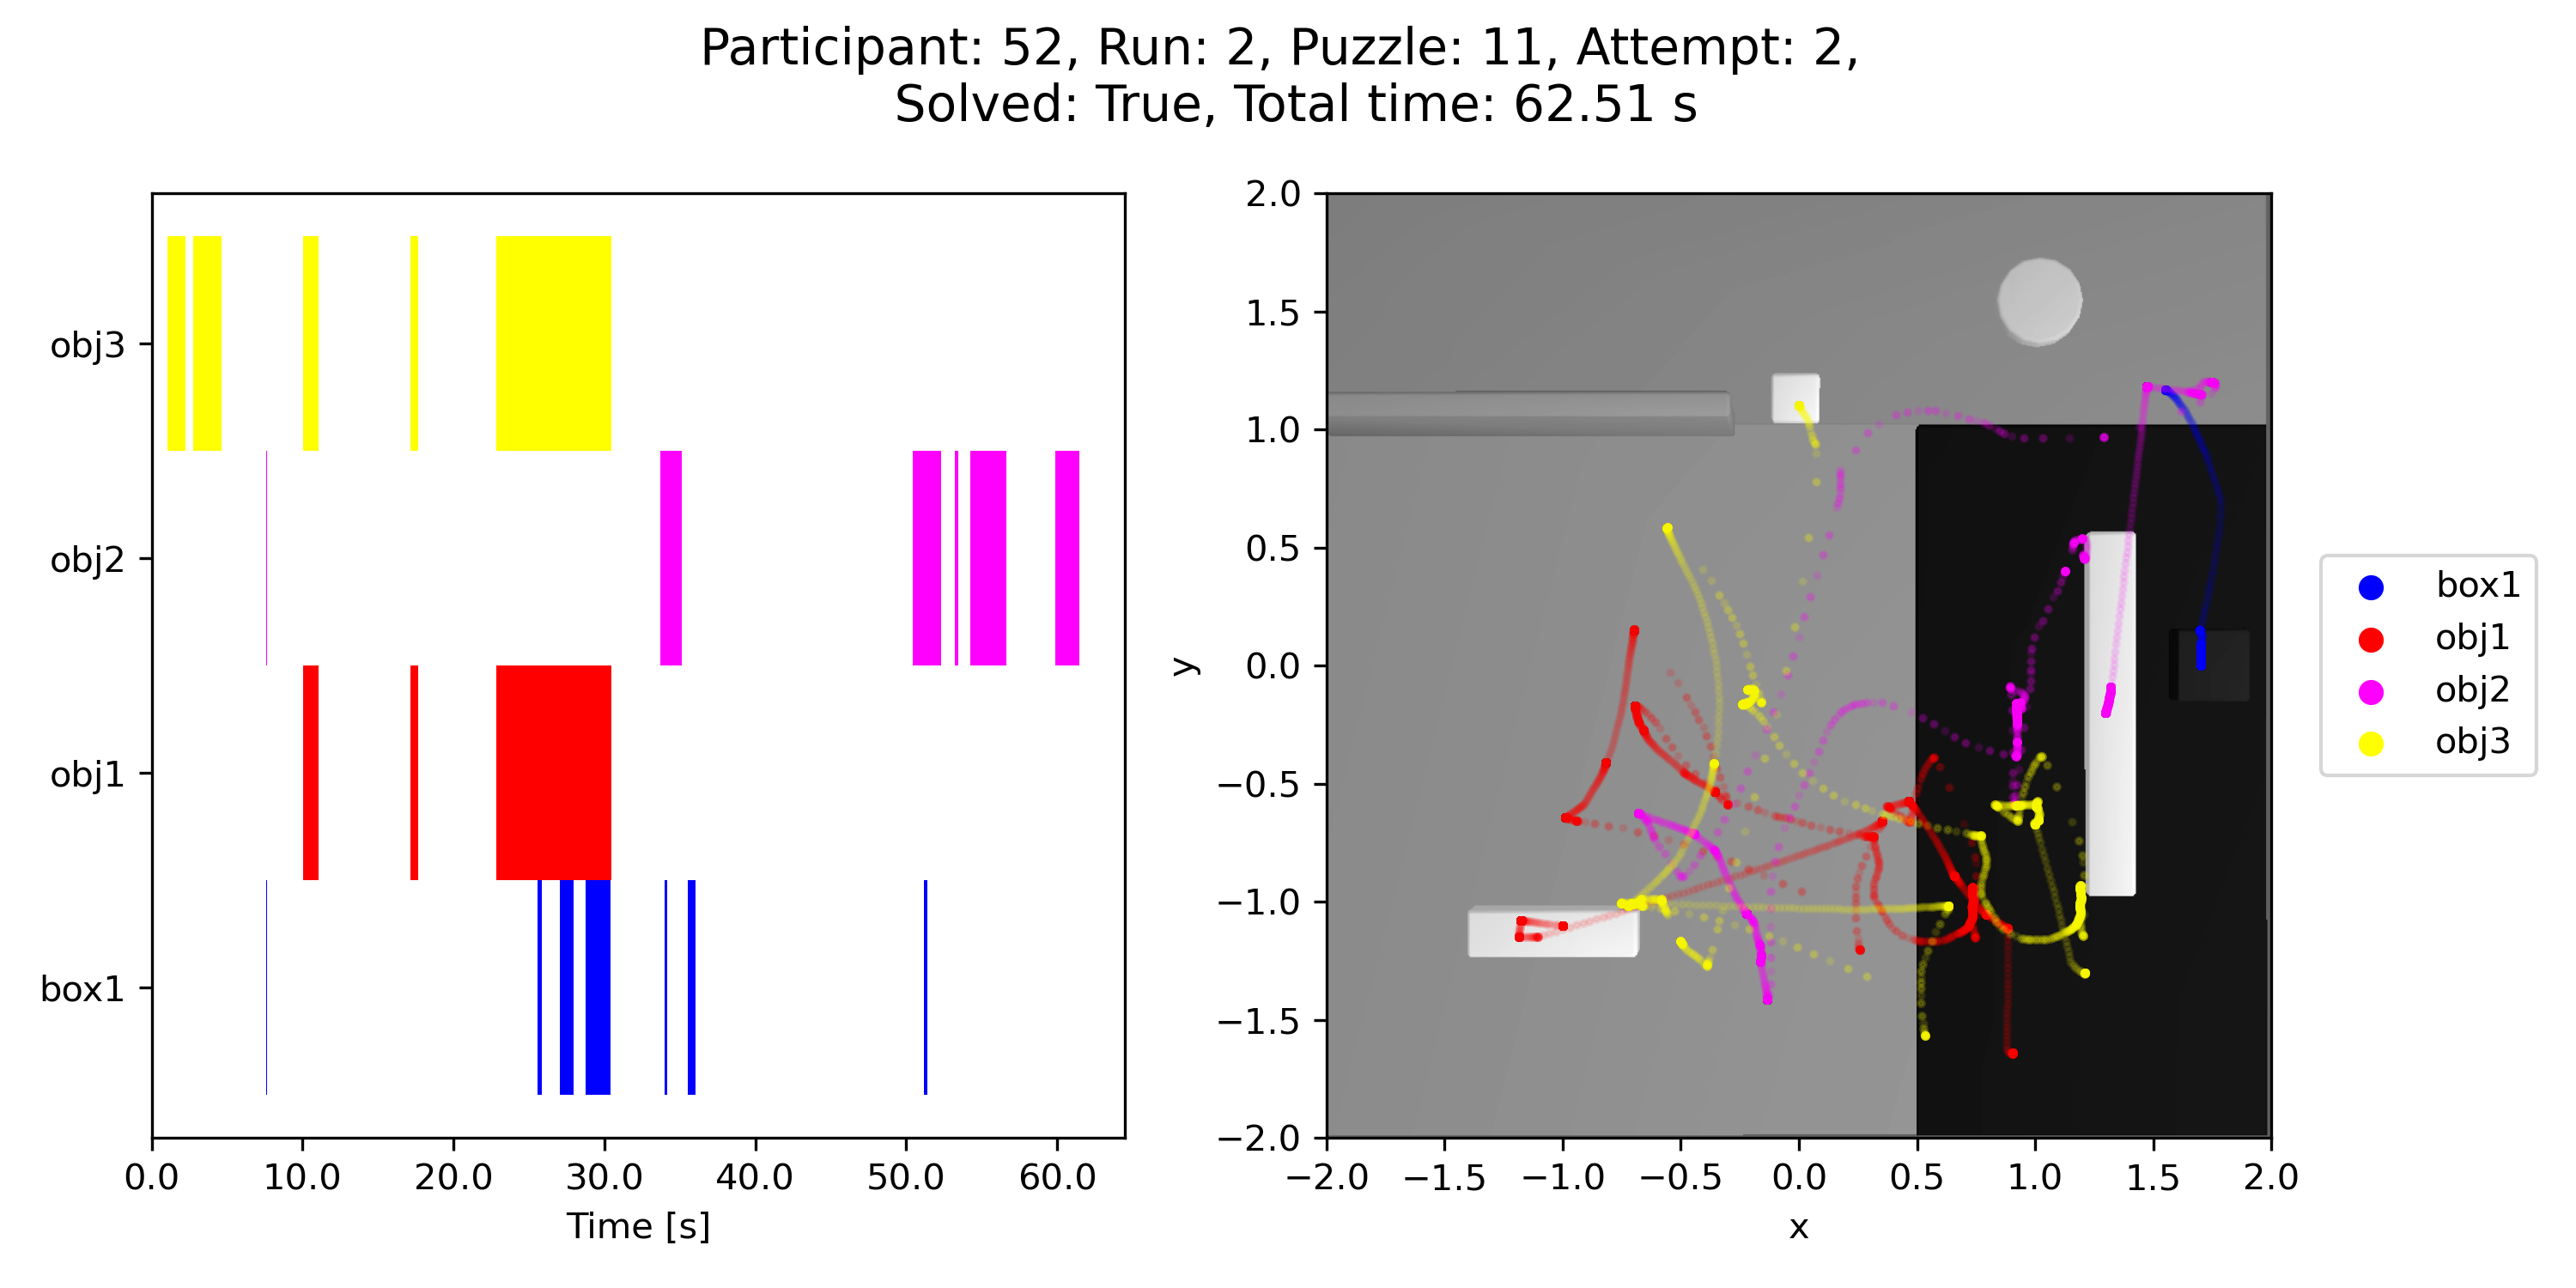 Participant: 52, Run: 2, Puzzle: 11, Attempt: 2,
Solved: True, Total time: 62.51 s
obj3
obj2
obj1
box1
0.0 10.0 20.0 30.0 40.0 50.0 60.0
Time [s]
y
2.0
1.5
1.0
0.5
0.0
−0.5
−1.0
−1.5
−2.0
−2.0 −1.5 −1.0 −0.5 0.0 0.5 1.0 1.5 2.0
x
box1
obj1
obj2
obj3